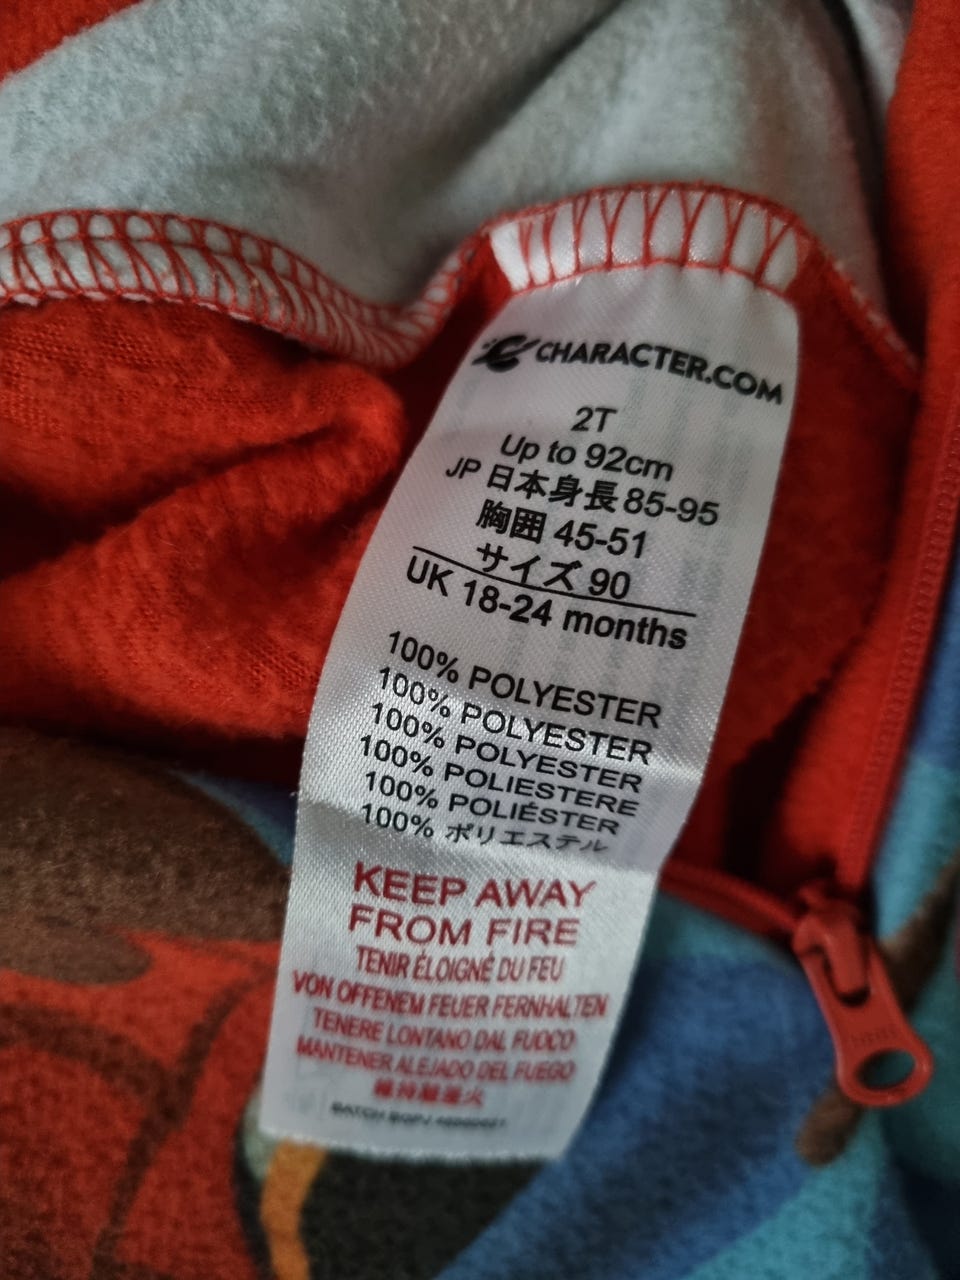 CHARACTER.COM
2T
Up to 92cm
JP 日本身長 85-95
胸囲 45-51
サイズ 90
UK 18-24 months
100% POLYESTER
100% POLYESTER
100% POLYESTER
100% POLIESTERE
100% POLIÉSTER
100% ポリエステル
KEEP AWAY
FROM FIRE
TENIR ÉLOIGNÉ DU FEU
VON OFFENEM FEUER FERNHALTEN
TENERE LONTANO DAL FUOCO
MANTENER ALEJADO DEL FUEGO
BATCH